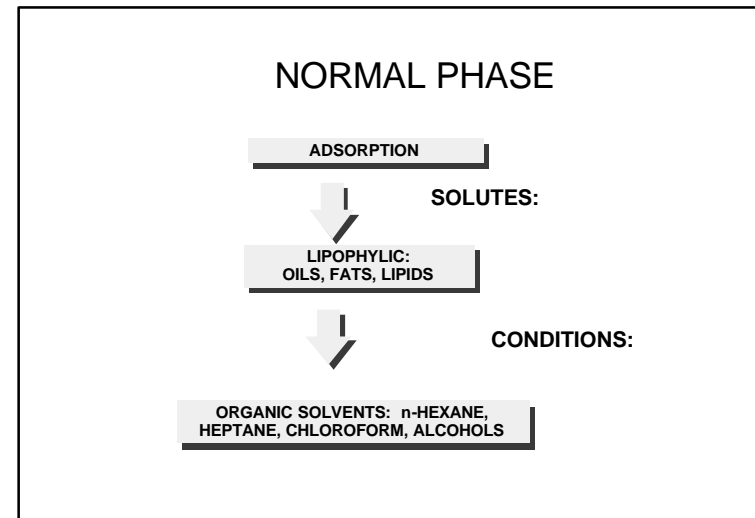 NORMAL PHASE
ADSORPTION
SOLUTES:
LIPOPHYLIC:
OILS, FATS, LIPIDS
CONDITIONS:
ORGANIC SOLVENTS: n-HEXANE,
HEPTANE, CHLOROFORM, ALCOHOLS